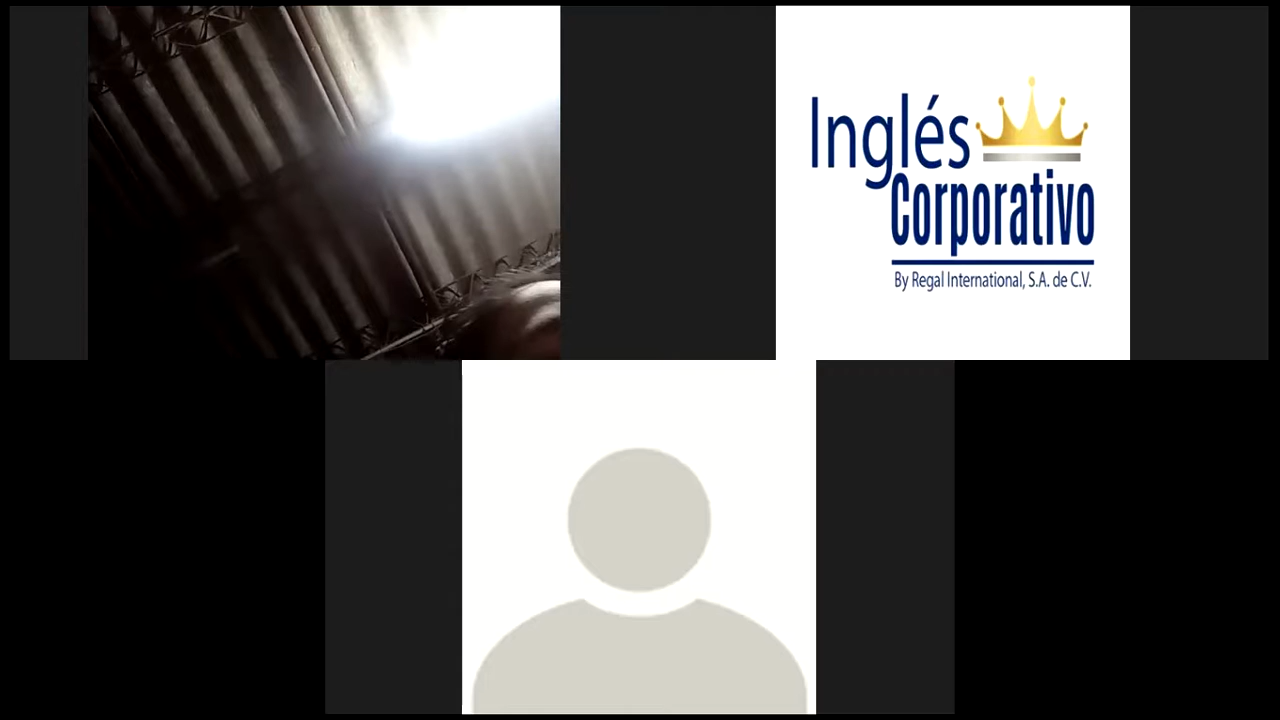 Inglés
Corporativo
By Regal International, S.A. de C.V.